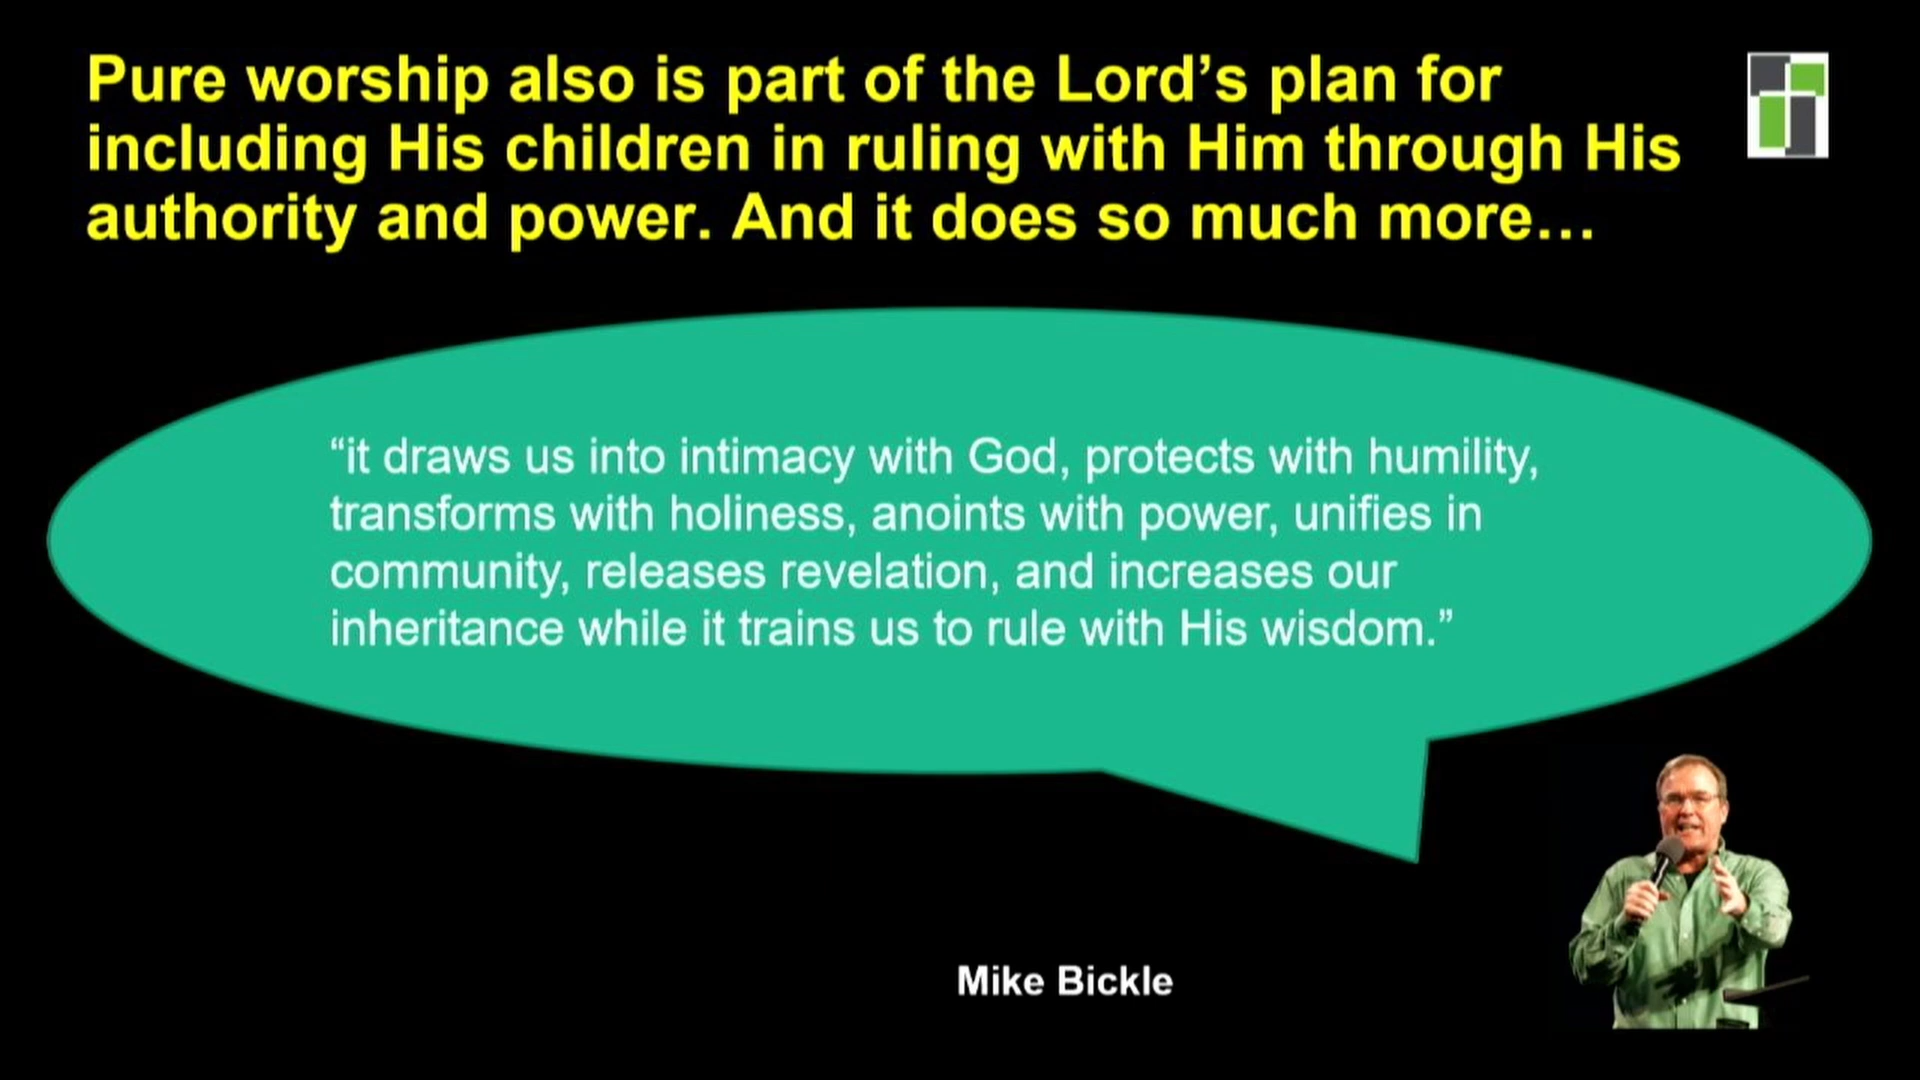 Pure worship also is part of the Lord’s plan for
including His children in ruling with Him through His
authority and power. And it does so much more…
“it draws us into intimacy with God, protects with humility,
transforms with holiness, anoints with power, unifies in
community, releases revelation, and increases our
inheritance while it trains us to rule with His wisdom.”
Mike Bickle